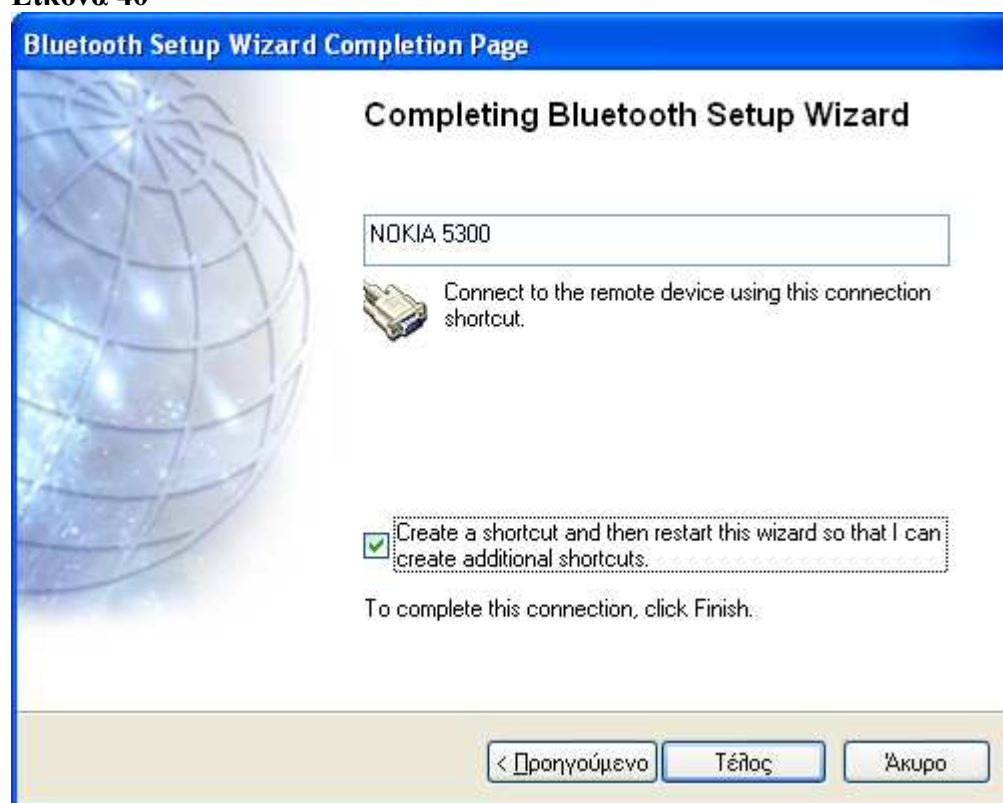 Εικόνα 46
Bluetooth Setup Wizard Completion Page
Completing Bluetooth Setup Wizard
NOKIA 5300
Connect to the remote device using this connection
shortcut.
Create a shortcut and then restart this wizard so that I can
create additional shortcuts.
To complete this connection, click Finish.
< Προηγούμενο
Τέλος
Άκυρο